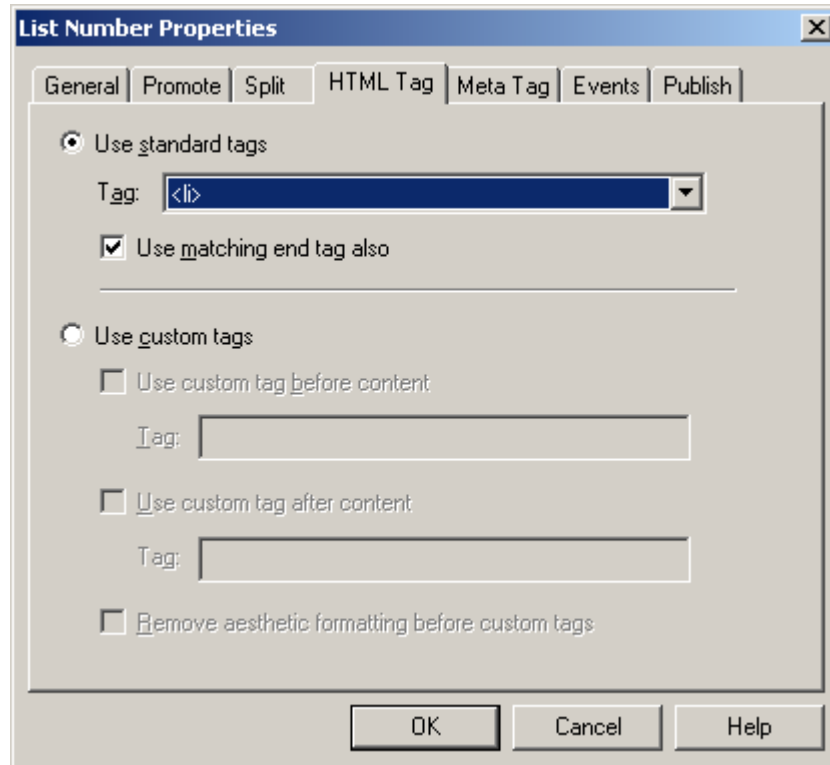 List Number Properties
General Promote Split HTML Tag Meta Tag Events Publish
Use standard tags
Tag: <li>
Use matching end tag also
Use custom tags
Use custom tag before content
Tag:
Use custom tag after content
Tag:
Remove aesthetic formatting before custom tags
OK Cancel Help